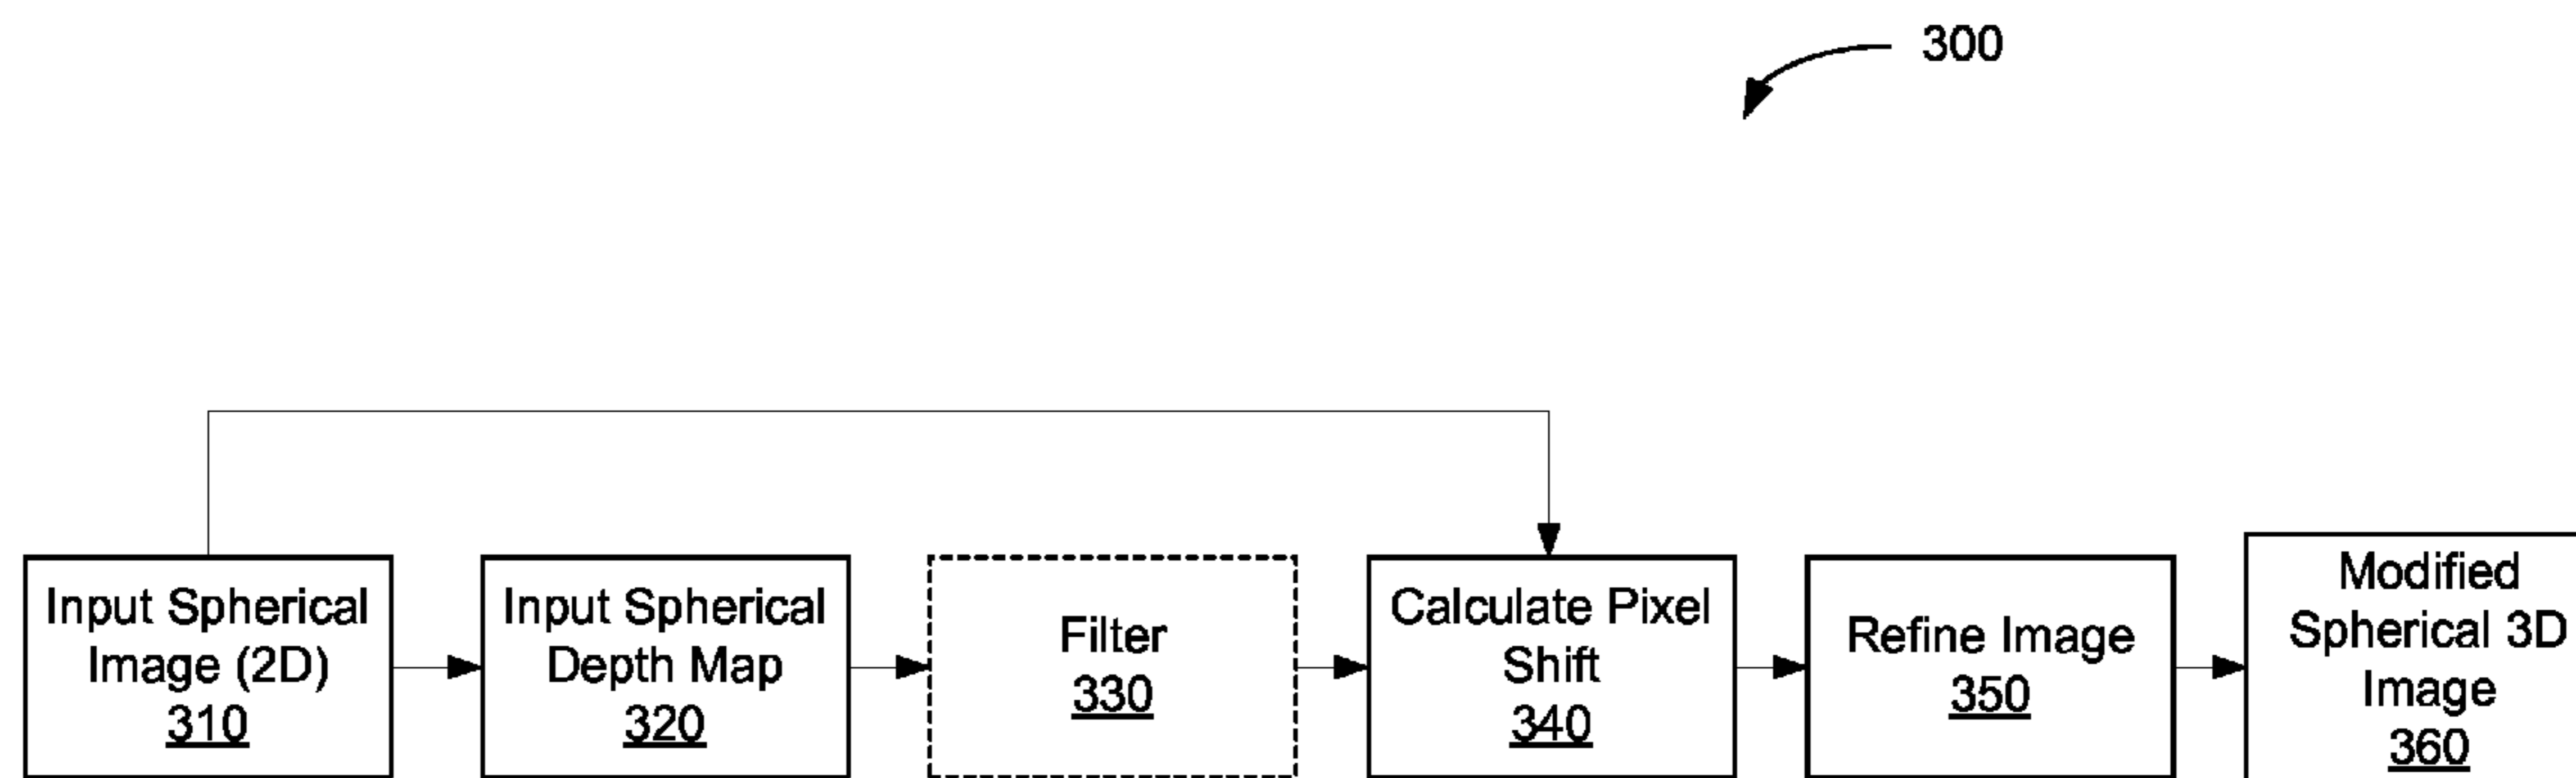 300
Input Spherical
Image (2D)
310
Input Spherical
Depth Map
320
Filter
330
Calculate Pixel
Shift
340
Refine Image
350
Modified
Spherical 3D
Image
360